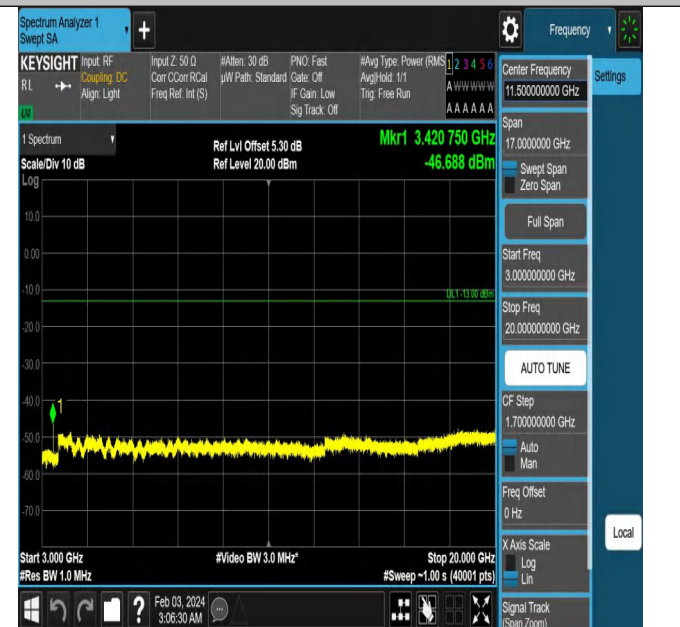 Spectrum Analyzer 1
Swept SA
Frequency
KEYSIGHT
R L
Input: RF
Coupling: DC
Align: Light
Input Z: 50 Ω
Corr CCorr RCal
Freq Ref: Int (S)
#Atten: 30 dB
µW Path: Standard
PNO: Fast
Gate: Off
IF Gain: Low
Sig Track: Off
#Avg Type: Power (RMS
Avg|Hold: 1/1
Trig: Free Run
1 2 3 4 5 6
A W W W W W
A A A A A A
1 Spectrum
Scale/Div 10 dB
Ref Lvl Offset 5.30 dB
Ref Level 20.00 dBm
Mkr1 3.420 750 GHz
-46.688 dBm
Log
10.0
0.00
-10.0
-20.0
-30.0
-40.0
-50.0
-60.0
-70.0
DL1 -13.00 dBm
1
Start 3.000 GHz
#Res BW 1.0 MHz
#Video BW 3.0 MHz*
Stop 20.000 GHz
#Sweep ~1.00 s (40001 pts)
Feb 03, 2024
3:06:30 AM
Center Frequency
11.500000000 GHz
Settings
Span
17.0000000 GHz
Swept Span
Zero Span
Full Span
Start Freq
3.000000000 GHz
Stop Freq
20.000000000 GHz
AUTO TUNE
CF Step
1.700000000 GHz
Auto
Man
Freq Offset
0 Hz
X Axis Scale
Log
Lin
Local
Signal Track
(Span Zoom)